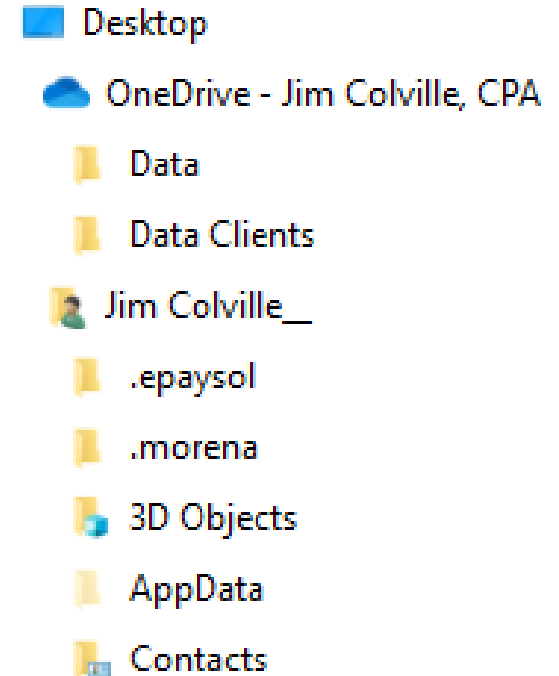 Desktop
OneDrive - Jim Colville, CPA
Data
Data Clients
Jim Colville__
.epaysol
.morena
3D Objects
AppData
Contacts